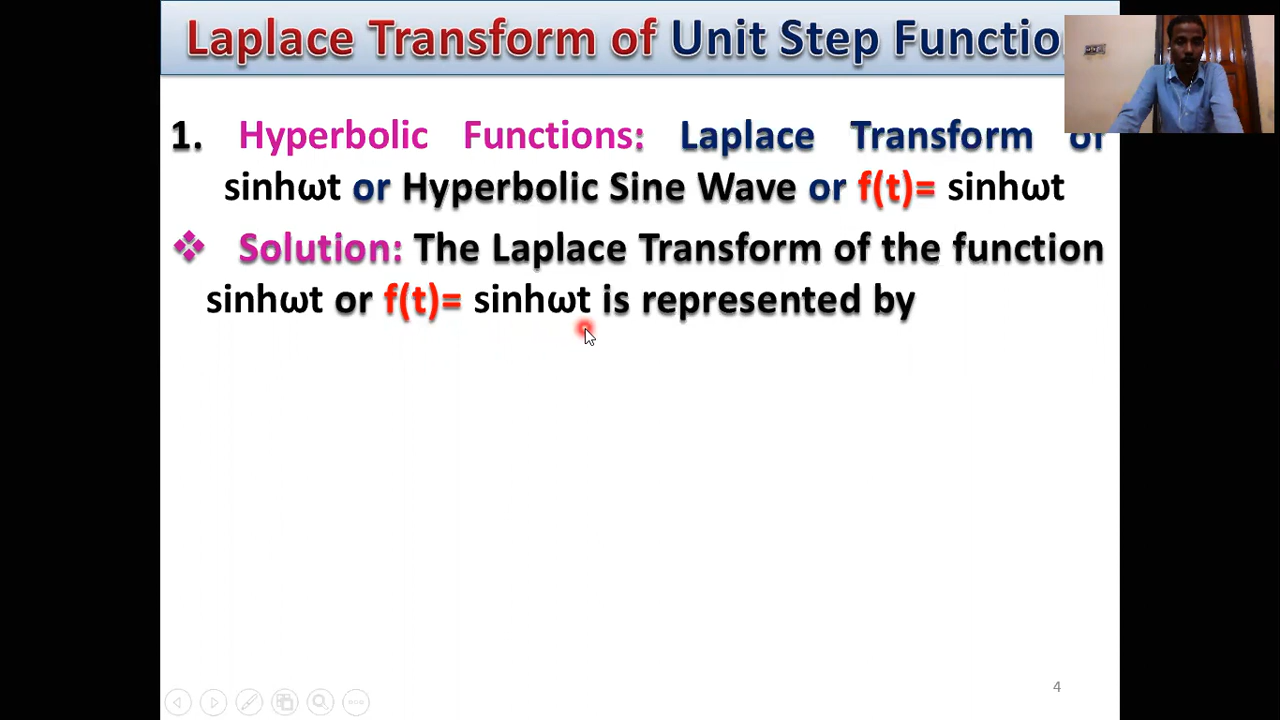 Laplace Transform of Unit Step Functio
1. Hyperbolic Functions: Laplace Transform of
sinhωt or Hyperbolic Sine Wave or f(t)= sinhωt
❖ Solution: The Laplace Transform of the function
sinhωt or f(t)= sinhωt is represented by
4